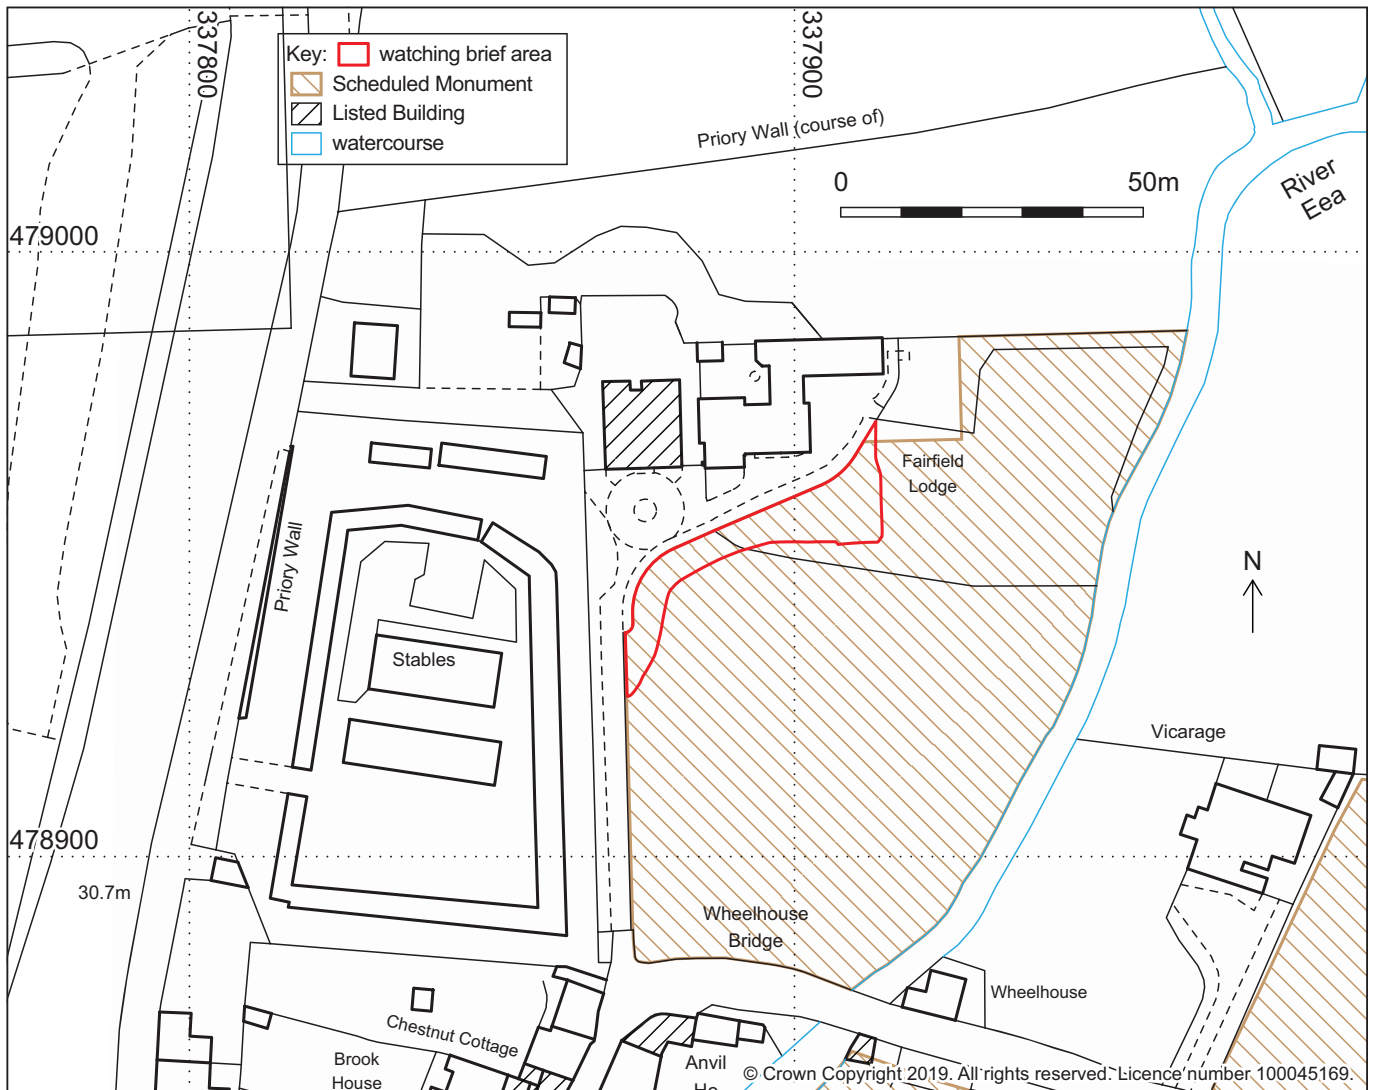 337800
337900
Key: watching brief area
Scheduled Monument
Listed Building
watercourse
Priory Wall (course of)
0 50m
River
Eea
479000
Fairfield
Lodge
Priory Wall
N
Stables
Vicarage
478900
30.7m
Wheelhouse
Bridge
Wheelhouse
Chestnut Cottage
Brook
House
Anvil
Ho
© Crown Copyright 2019. All rights reserved. Licence number 100045169.